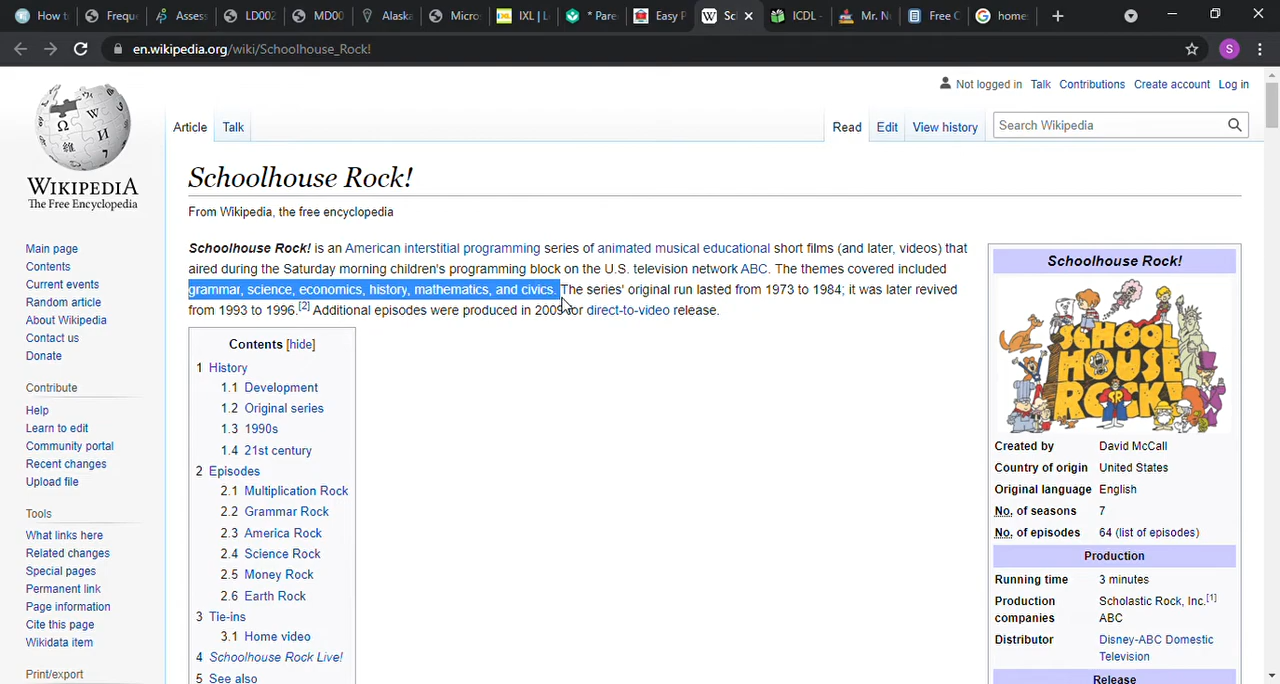 How t
Frequ
Assess
LD002
MD00
Alaska
Micro
IXL | L
* Pare
Easy P
Sc
ICDL -
Mr. N
Free C
home
en.wikipedia.org/wiki/Schoolhouse_Rock!
S
Not logged in Talk Contributions Create account Log in
WIKIPEDIA
The Free Encyclopedia
Article Talk
Read Edit View history
Search Wikipedia
Main page
Contents
Current events
Random article
About Wikipedia
Contact us
Donate
Contribute
Help
Learn to edit
Community portal
Recent changes
Upload file
Tools
What links here
Related changes
Special pages
Permanent link
Page information
Cite this page
Wikidata item
Print/export
Schoolhouse Rock!
From Wikipedia, the free encyclopedia
Schoolhouse Rock! is an American interstitial programming series of animated musical educational short films (and later, videos) that
aired during the Saturday morning children's programming block on the U.S. television network ABC. The themes covered included
grammar, science, economics, history, mathematics, and civics. The series' original run lasted from 1973 to 1984; it was later revived
from 1993 to 1996.[2] Additional episodes were produced in 2009 for direct-to-video release.
Contents [hide]
1 History
1.1 Development
1.2 Original series
1.3 1990s
1.4 21st century
2 Episodes
2.1 Multiplication Rock
2.2 Grammar Rock
2.3 America Rock
2.4 Science Rock
2.5 Money Rock
2.6 Earth Rock
3 Tie-ins
3.1 Home video
4 Schoolhouse Rock Live!
5 See also
Schoolhouse Rock!
SCHOOL
HOUSE
ROCK!
Created by David McCall
Country of origin United States
Original language English
No. of seasons 7
No. of episodes 64 (list of episodes)
Production
Running time 3 minutes
Production companies Scholastic Rock, Inc.[1]
ABC
Distributor Disney-ABC Domestic
Television
Release